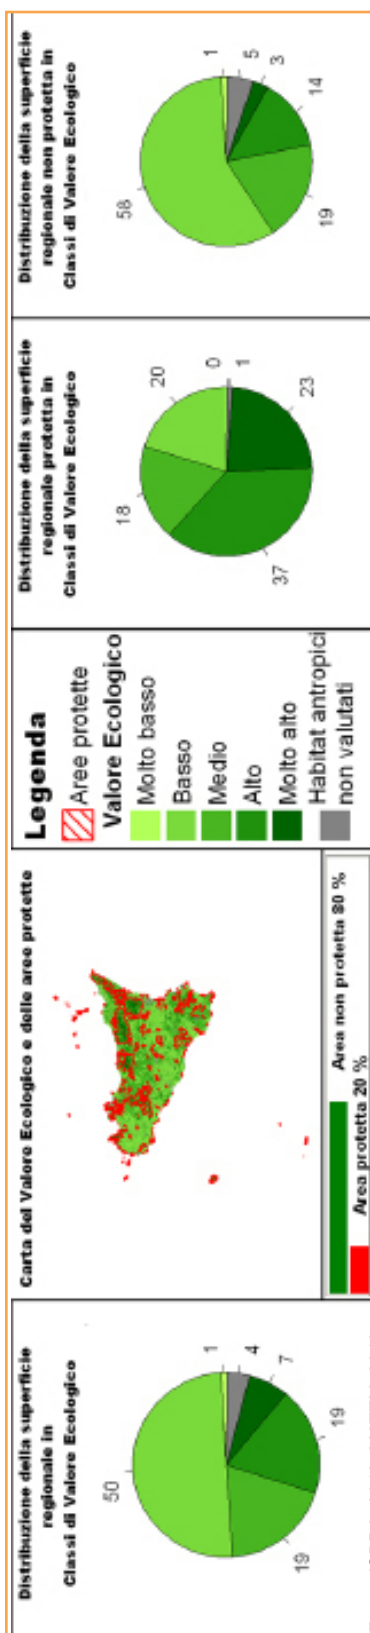 Distribuzione della superficie
regionale in
Classi di Valore Ecologico
50
1
4
7
19
19
Carta del Valore Ecologico e delle aree protette
Area non protetta 80 %
Area protetta 20 %
Legenda
Aree protette
Valore Ecologico
Molto basso
Basso
Medio
Alto
Molto alto
Habitat antropici
non valutati
Distribuzione della superficie
regionale protetta in
Classi di Valore Ecologico
20
0
1
23
37
18
Distribuzione della superficie
regionale non protetta in
Classi di Valore Ecologico
58
1
5
3
14
19